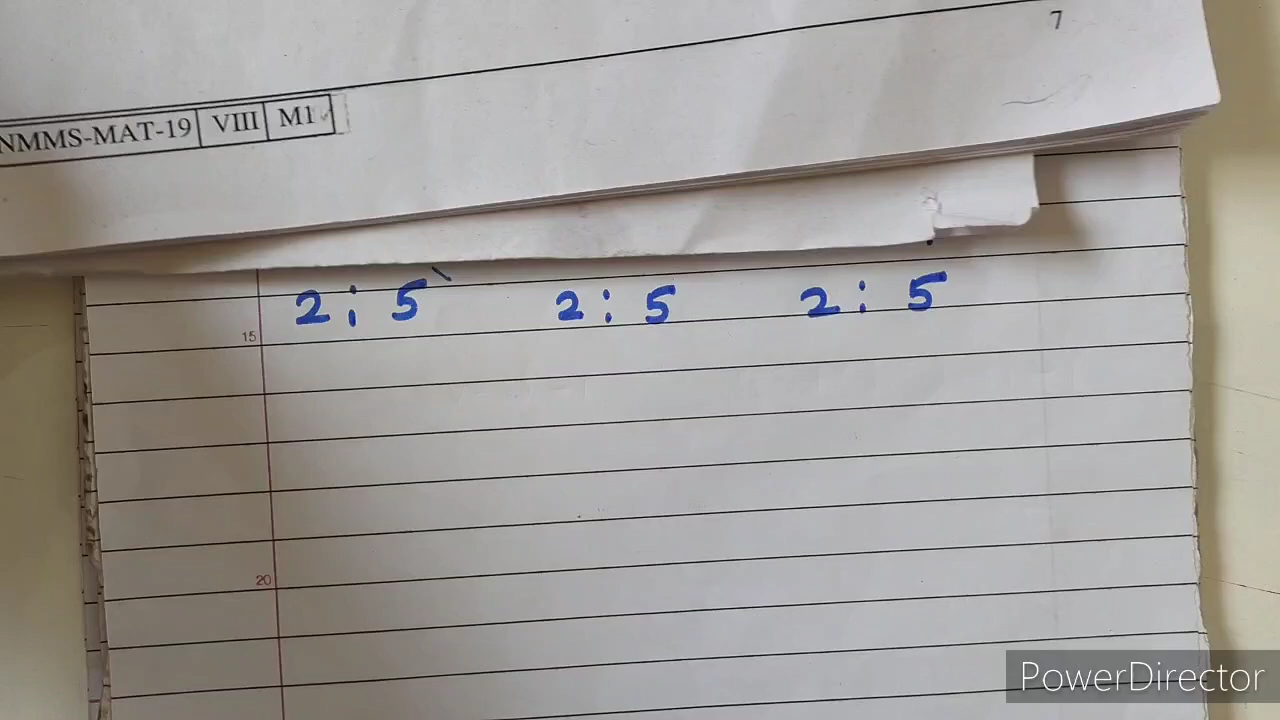 7
NMMS-MAT-19 VIII M1
2 : 5 2 : 5 2 : 5
15
20
PowerDirector